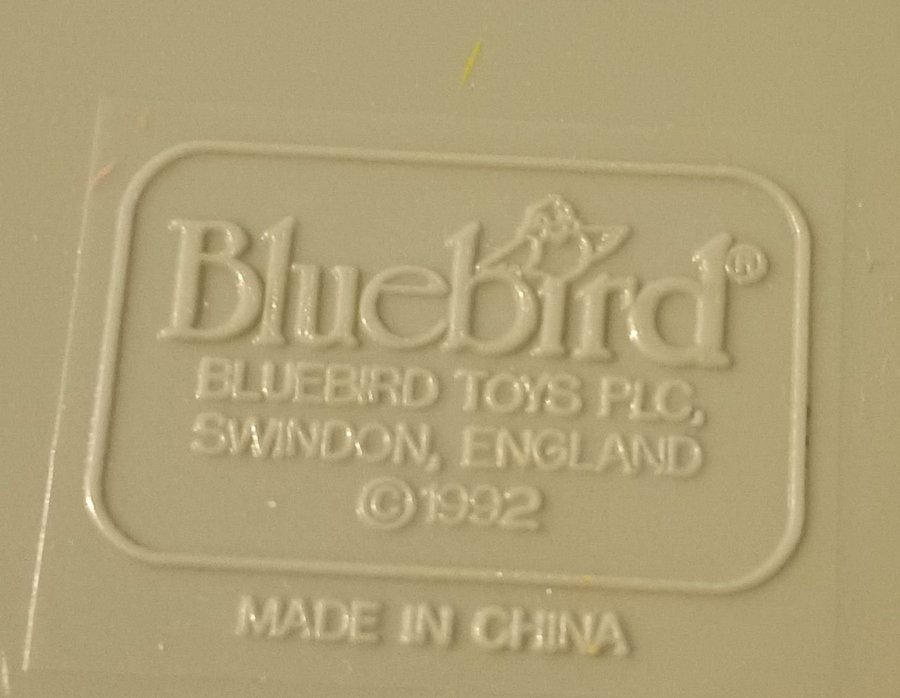 Bluebird®
BLUEBIRD TOYS PLC,
SWINDON, ENGLAND
©1992
MADE IN CHINA